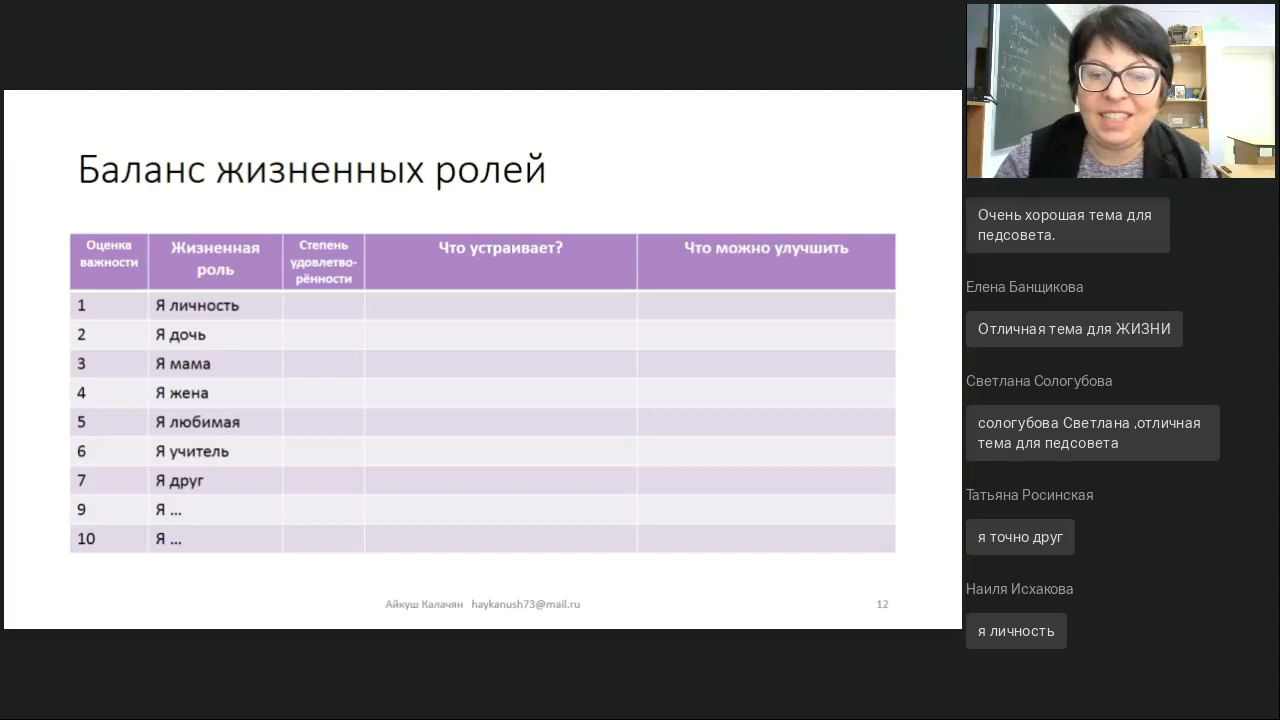 Баланс жизненных ролей
Оценка важности
Жизненная роль
Степень удовлетво-рённости
Что устраивает?
Что можно улучшить
1 Я личность
2 Я дочь
3 Я мама
4 Я жена
5 Я любимая
6 Я учитель
7 Я друг
9 Я ...
10 Я ...
Айкуш Калачян haykanush73@mail.ru
12
Очень хорошая тема для
педсовета.
Елена Банщикова
Отличная тема для ЖИЗНИ
Светлана Сологубова
сологубова Светлана ,отличная
тема для педсовета
Татьяна Росинская
я точно друг
Наиля Исхакова
я личность